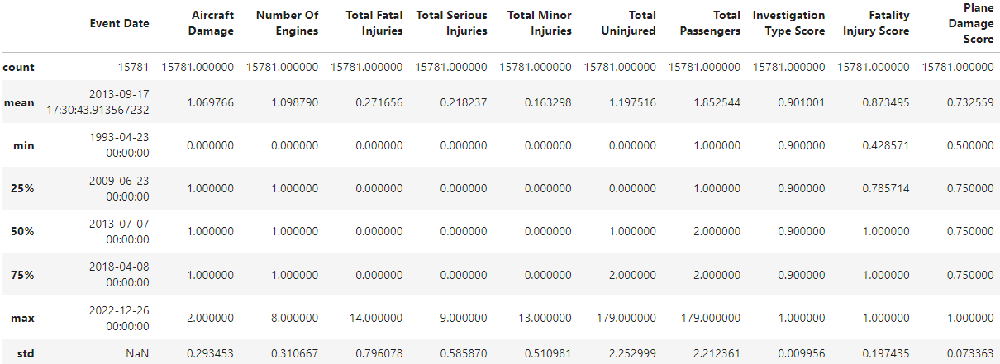 Event Date Aircraft Damage Number Of Engines Total Fatal Injuries Total Serious Injuries Total Minor Injuries Total Uninjured Total Passengers Investigation Type Score Fatality Injury Score Plane Damage Score
count 15781 15781.000000 15781.000000 15781.000000 15781.000000 15781.000000 15781.000000 15781.000000 15781.000000 15781.000000 15781.000000
mean 2013-09-17 17:30:43.913567232 1.069766 1.098790 0.271656 0.218237 0.163298 1.197516 1.852544 0.901001 0.873495 0.732559
min 1993-04-23 00:00:00 0.000000 0.000000 0.000000 0.000000 0.000000 0.000000 1.000000 0.900000 0.428571 0.500000
25% 2009-06-23 00:00:00 1.000000 1.000000 0.000000 0.000000 0.000000 0.000000 1.000000 0.900000 0.785714 0.750000
50% 2013-07-07 00:00:00 1.000000 1.000000 0.000000 0.000000 0.000000 1.000000 2.000000 0.900000 1.000000 0.750000
75% 2018-04-08 00:00:00 1.000000 1.000000 0.000000 0.000000 0.000000 2.000000 2.000000 0.900000 1.000000 0.750000
max 2022-12-26 00:00:00 2.000000 8.000000 14.000000 9.000000 13.000000 179.000000 179.000000 1.000000 1.000000 1.000000
std NaN 0.293453 0.310667 0.796078 0.585870 0.510981 2.252999 2.212361 0.009956 0.197435 0.073363